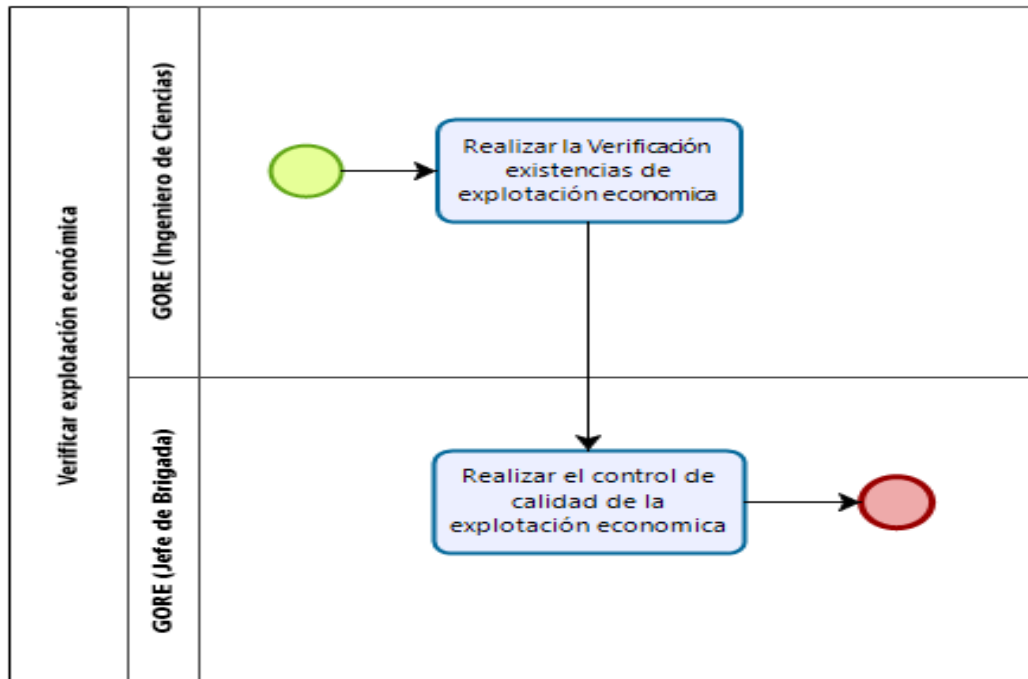 Verificar explotación económica
GORE (Ingeniero de Ciencias)
Realizar la Verificación
existencias de
explotación economica
GORE (Jefe de Brigada)
Realizar el control de
calidad de la
explotación economica